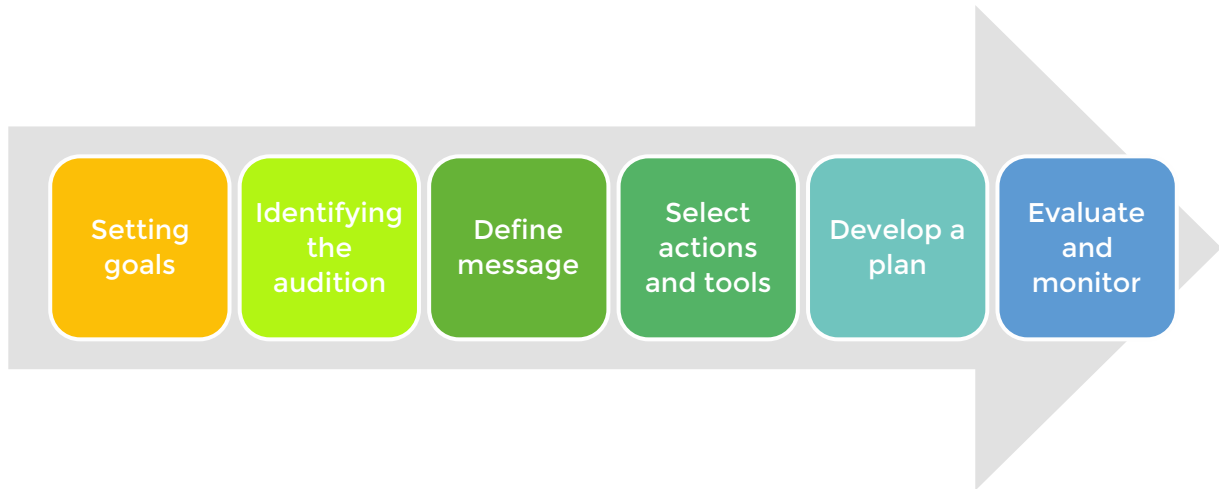 Setting
goals
Identifying
the
audition
Define
message
Select
actions
and tools
Develop a
plan
Evaluate
and
monitor